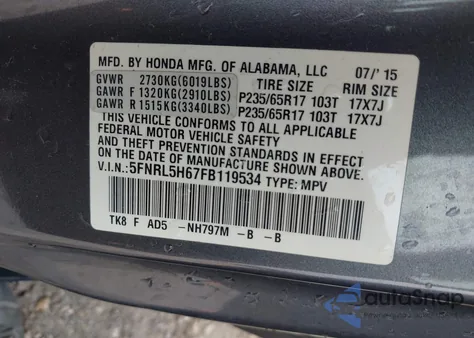 MFD. BY HONDA MFG. OF ALABAMA, LLC 07/'15
GVWR 2730KG(6019LBS) TIRE SIZE RIM SIZE
GAWR F 1320KG(2910LBS) P235/65R17 103T 17X7J
GAWR R 1515KG(3340LBS) P235/65R17 103T 17X7J
THIS VEHICLE CONFORMS TO ALL APPLICABLE
FEDERAL MOTOR VEHICLE SAFETY, BUMPER,
AND THEFT PREVENTION STANDARDS IN EFFECT
ON THE DATE OF MANUFACTURE SHOWN ABOVE.
V.I.N.: 5FNRL5H67FB119534 TYPE: MPV
TK8 F AD5 -NH797M -B -B
autoSnap